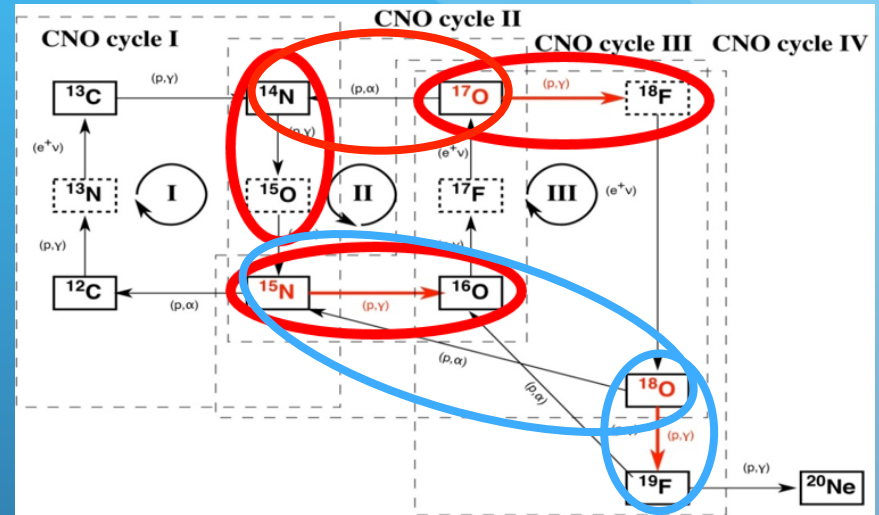 CNO cycle II
CNO cycle I
CNO cycle III
CNO cycle IV
¹³C
(p,γ)
¹⁴N
(p,α)
¹⁷O
(p,γ)
¹⁸F
(e⁺ν)
(p,γ)
(e⁺ν)
¹³N
I
¹⁵O
II
¹⁷F
III
(e⁺ν)
(p,γ)
¹²C
(p,α)
¹⁵N
(p,γ)
¹⁶O
(p,α)
(p,α)
¹⁸O
(p,γ)
¹⁹F
(p,γ)
²⁰Ne